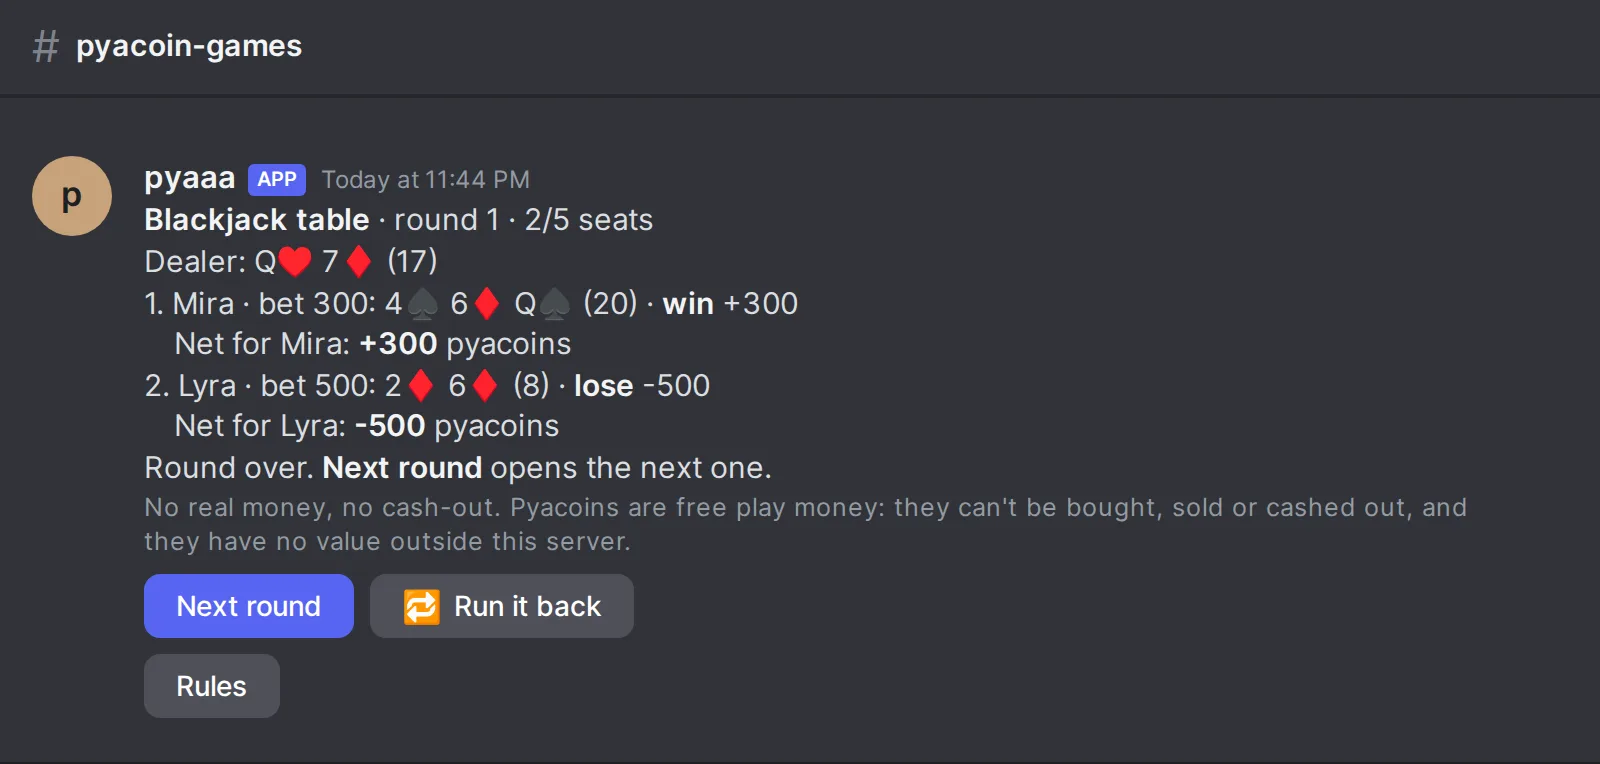 # pyacoin-games
p
pyaaa APP Today at 11:44 PM
Blackjack table · round 1 · 2/5 seats
Dealer: Q♥️ 7♦️ (17)
1. Mira · bet 300: 4♠️ 6♦️ Q♠️ (20) · win +300
Net for Mira: +300 pyacoins
2. Lyra · bet 500: 2♦️ 6♦️ (8) · lose -500
Net for Lyra: -500 pyacoins
Round over. Next round opens the next one.
No real money, no cash-out. Pyacoins are free play money: they can't be bought, sold or cashed out, and
they have no value outside this server.
Next round 🔁 Run it back
Rules